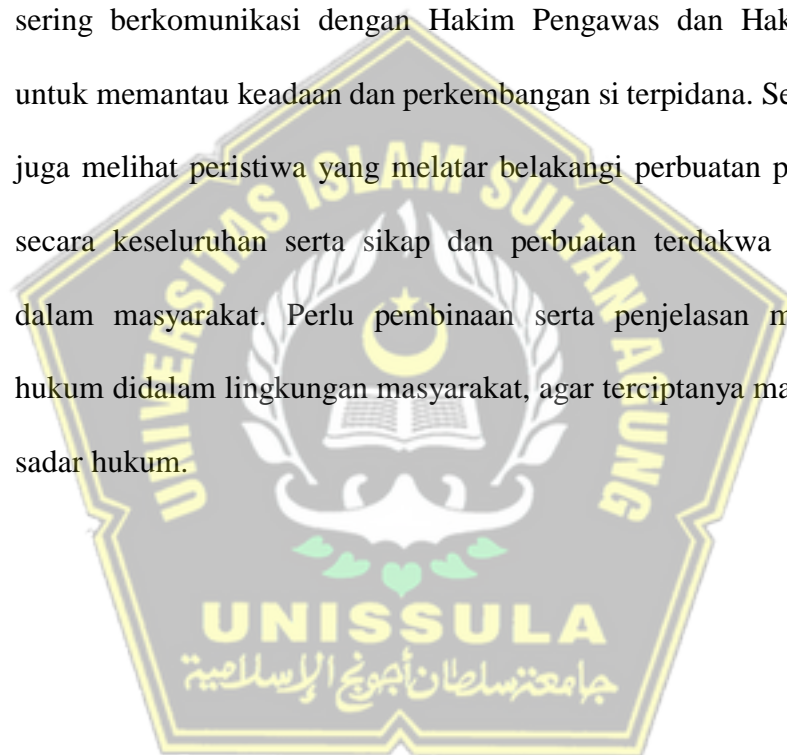 sering berkomunikasi dengan Hakim Pengawas dan Hak
untuk memantau keadaan dan perkembangan si terpidana. Se
juga melihat peristiwa yang melatar belakangi perbuatan p
secara keseluruhan serta sikap dan perbuatan terdakwa
dalam masyarakat. Perlu pembinaan serta penjelasan m
hukum didalam lingkungan masyarakat, agar terciptanya ma
sadar hukum.
UNIVERSITAS ISLAM SULTAN AGUNG
UNISSULA
جامعة سلطان أجونج الإسلامية